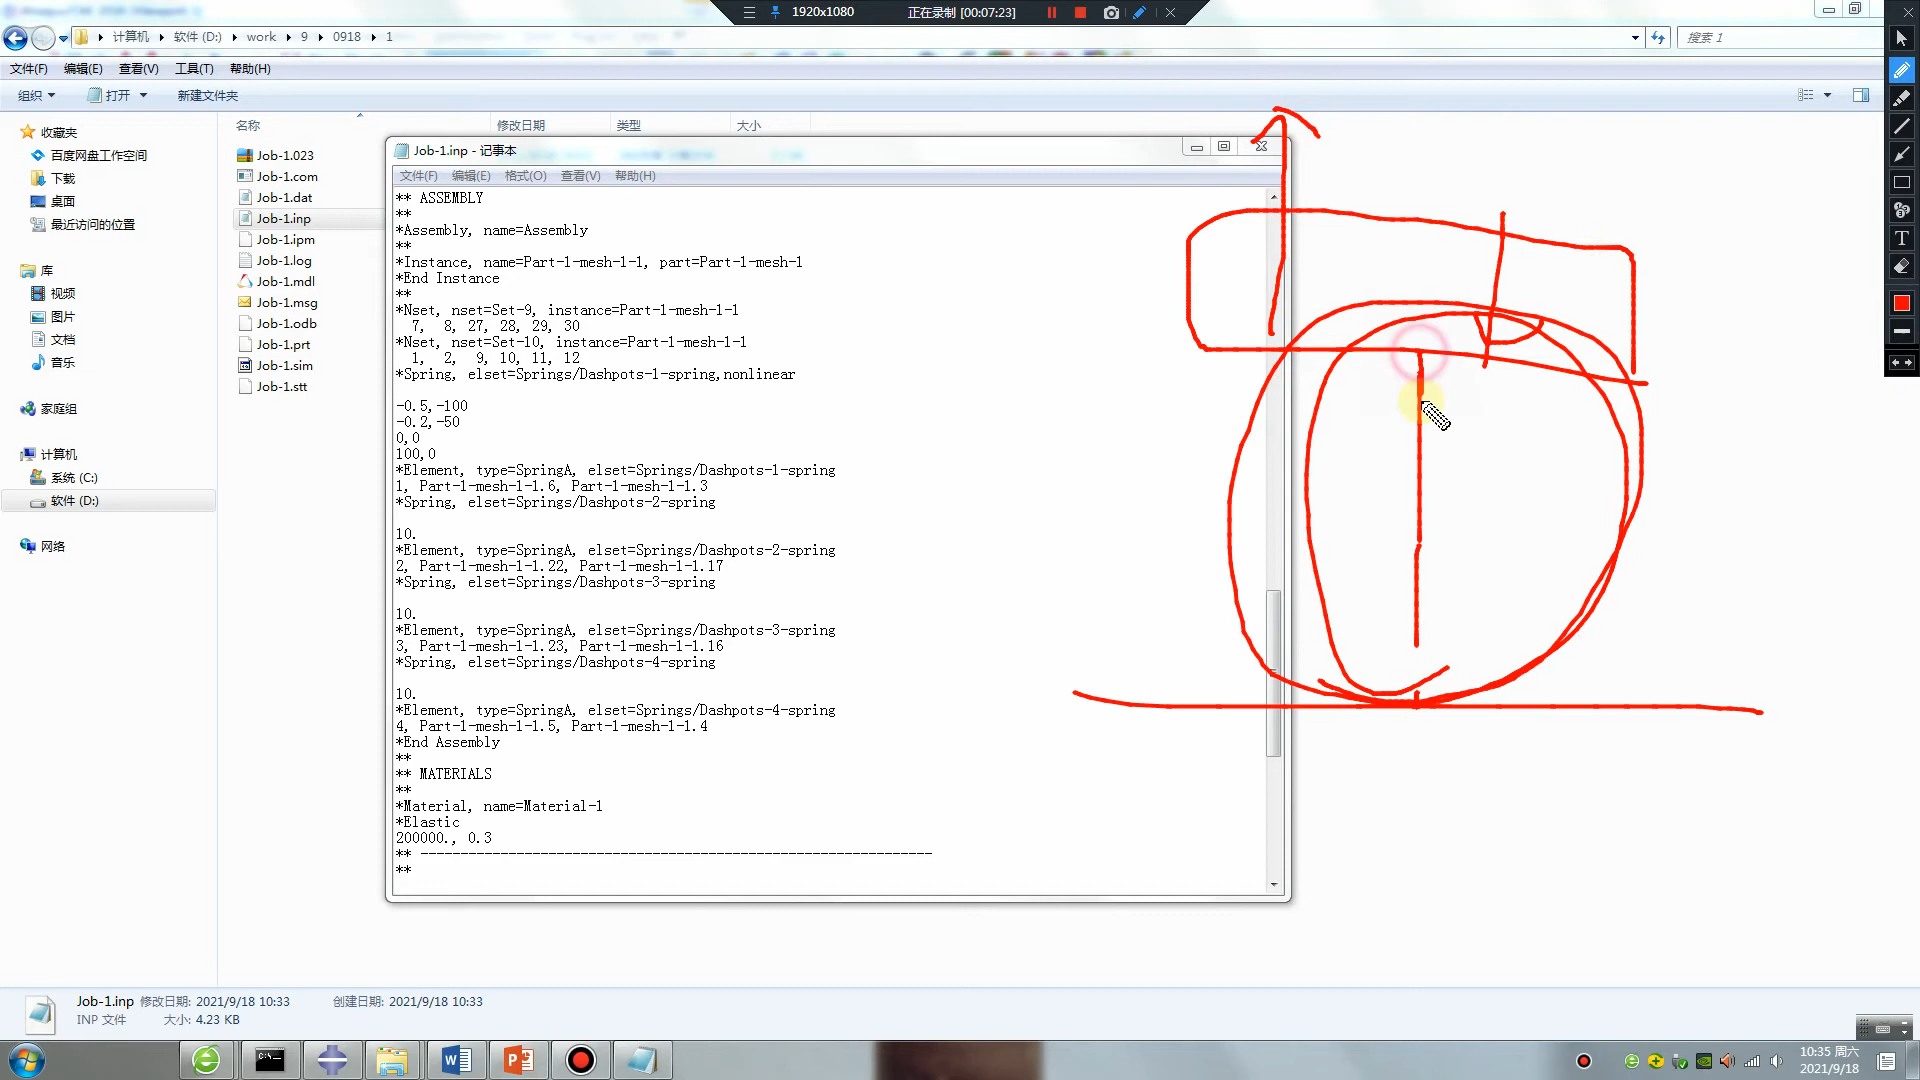 1920x1080
正在录制 [00:07:23]
计算机 ▸ 软件 (D:) ▸ work ▸ 9 ▸ 0918 ▸ 1
搜索 1
文件(F) 编辑(E) 查看(V) 工具(T) 帮助(H)
组织 打开 新建文件夹
收藏夹
百度网盘工作空间
下载
桌面
最近访问的位置
库
视频
图片
文档
音乐
家庭组
计算机
系统 (C:)
软件 (D:)
网络
名称 修改日期 类型 大小
Job-1.023
Job-1.com
Job-1.dat
Job-1.inp
Job-1.ipm
Job-1.log
Job-1.mdl
Job-1.msg
Job-1.odb
Job-1.prt
Job-1.sim
Job-1.stt
Job-1.inp - 记事本
文件(F) 编辑(E) 格式(O) 查看(V) 帮助(H)
** ASSEMBLY
**
*Assembly, name=Assembly
**
*Instance, name=Part-1-mesh-1-1, part=Part-1-mesh-1
*End Instance
**
*Nset, nset=Set-9, instance=Part-1-mesh-1-1
7, 8, 27, 28, 29, 30
*Nset, nset=Set-10, instance=Part-1-mesh-1-1
1, 2, 9, 10, 11, 12
*Spring, elset=Springs/Dashpots-1-spring,nonlinear
-0.5,-100
-0.2,-50
0,0
100,0
*Element, type=SpringA, elset=Springs/Dashpots-1-spring
1, Part-1-mesh-1-1.6, Part-1-mesh-1-1.3
*Spring, elset=Springs/Dashpots-2-spring
10.
*Element, type=SpringA, elset=Springs/Dashpots-2-spring
2, Part-1-mesh-1-1.22, Part-1-mesh-1-1.17
*Spring, elset=Springs/Dashpots-3-spring
10.
*Element, type=SpringA, elset=Springs/Dashpots-3-spring
3, Part-1-mesh-1-1.23, Part-1-mesh-1-1.16
*Spring, elset=Springs/Dashpots-4-spring
10.
*Element, type=SpringA, elset=Springs/Dashpots-4-spring
4, Part-1-mesh-1-1.5, Part-1-mesh-1-1.4
*End Assembly
**
** MATERIALS
**
*Material, name=Material-1
*Elastic
200000., 0.3
** ----------------------------------------------------------------
**
Job-1.inp 修改日期: 2021/9/18 10:33 创建日期: 2021/9/18 10:33
INP 文件 大小: 4.23 KB
10:35 周六
2021/9/18